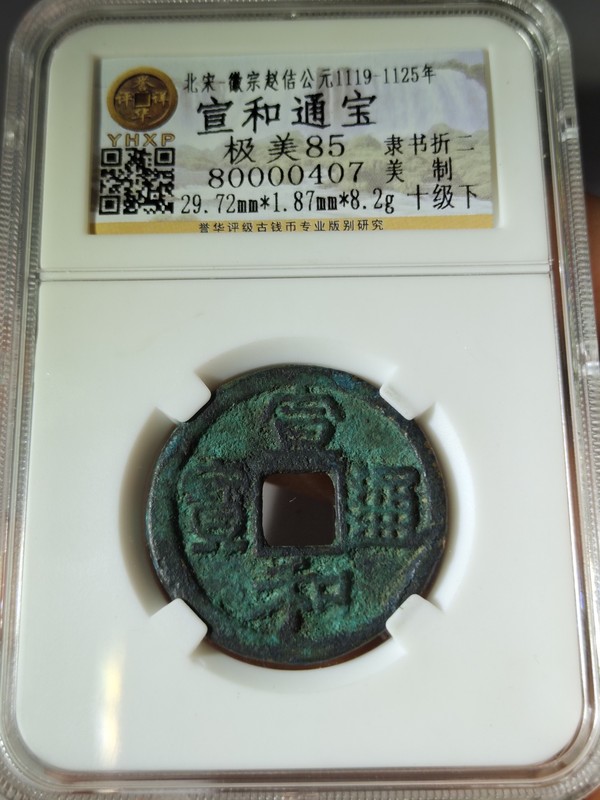 北宋-徽宗赵佶公元1119-1125年
宣和通宝
极美85 隶书折二
80000407 美制
29.72mm*1.87mm*8.2g 十级下
誉华评级古钱币专业版别研究
YHXP
宣
寶 通
和